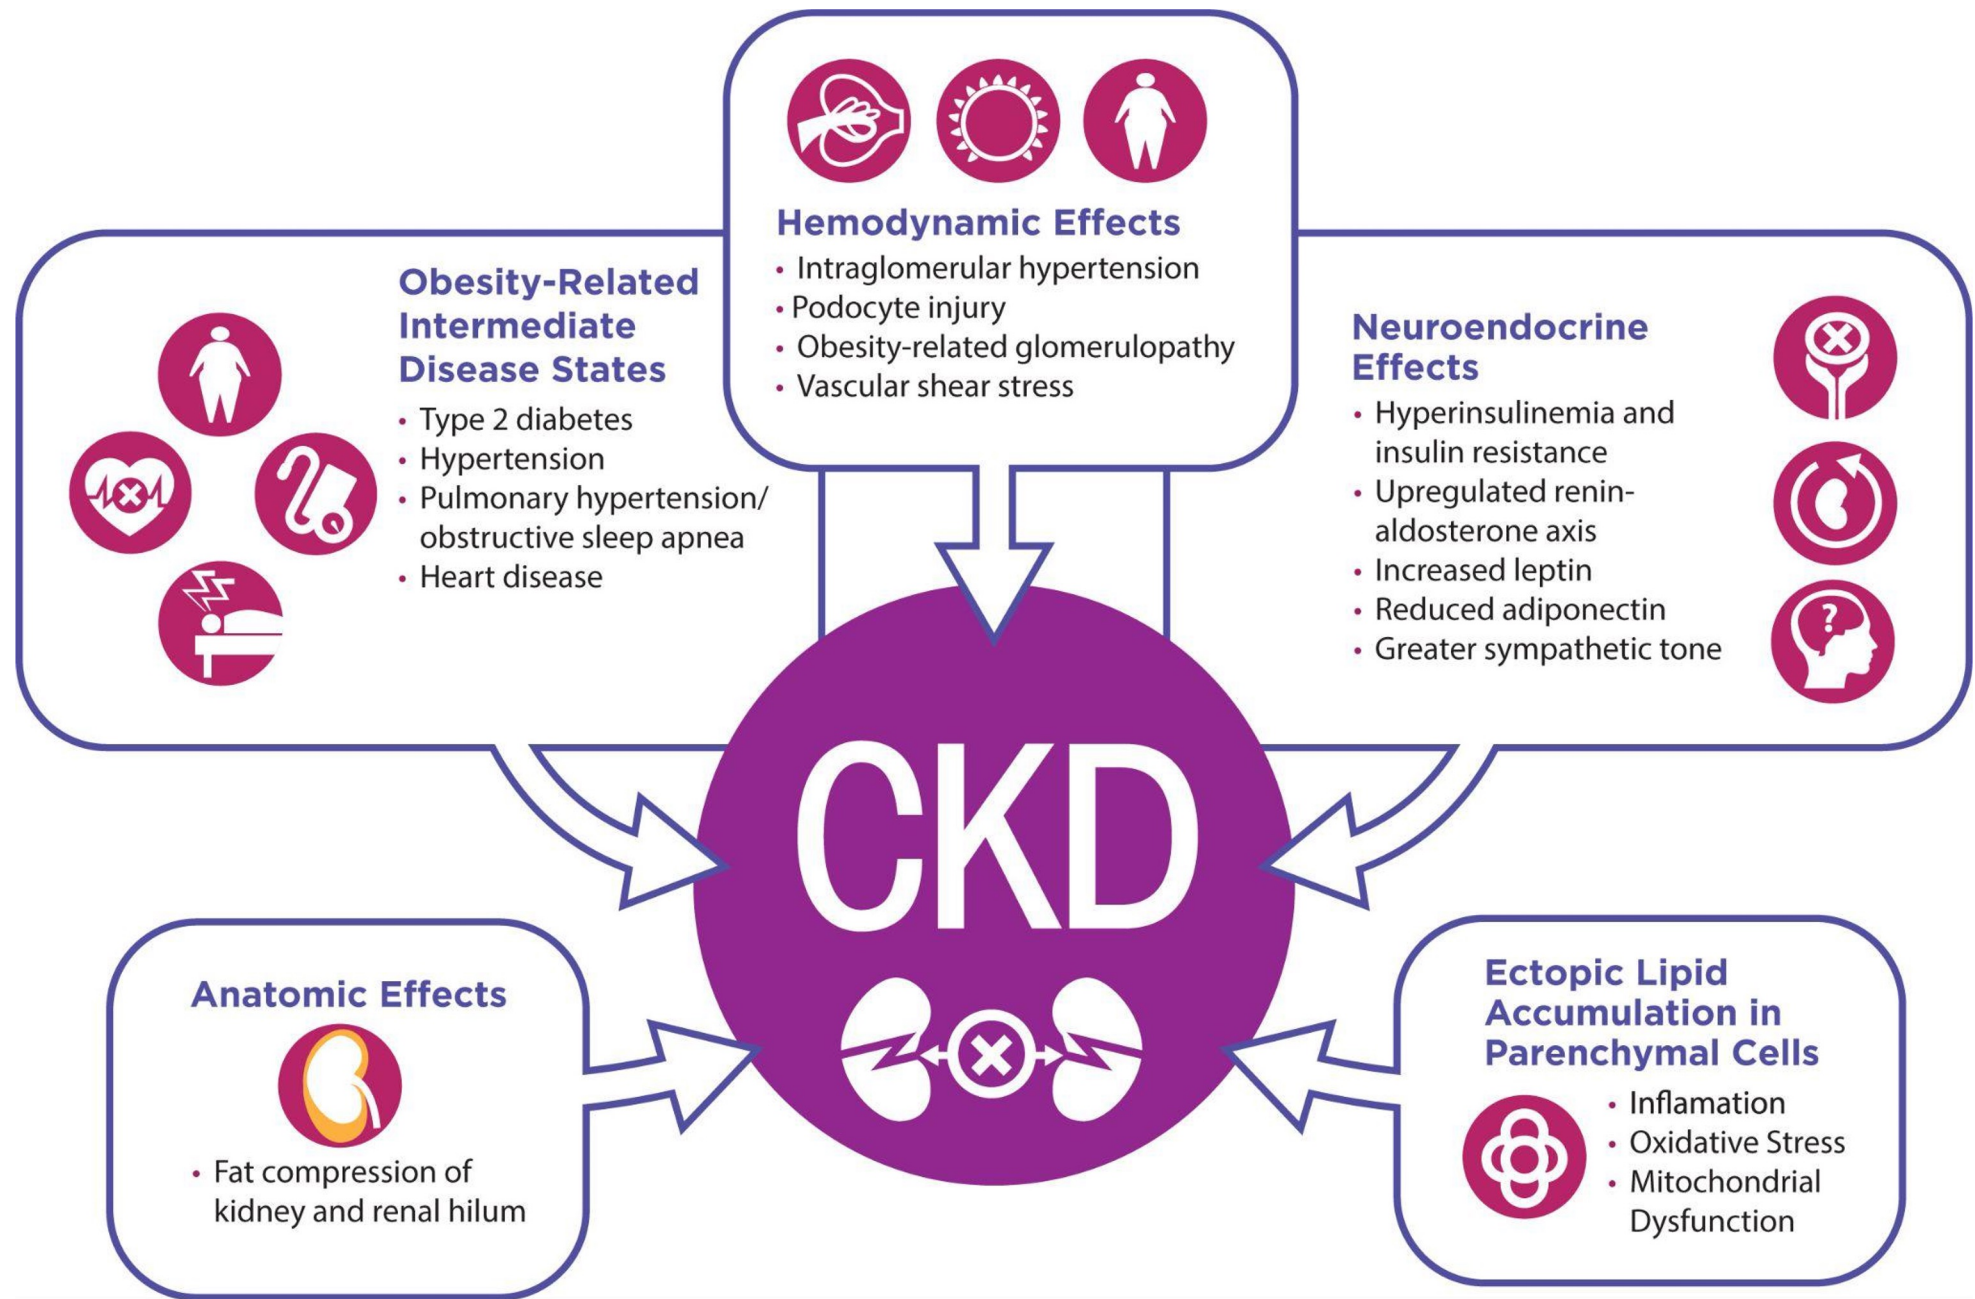 Hemodynamic Effects
• Intraglomerular hypertension
• Podocyte injury
• Obesity-related glomerulopathy
• Vascular shear stress
Obesity-Related
Intermediate
Disease States
• Type 2 diabetes
• Hypertension
• Pulmonary hypertension/
obstructive sleep apnea
• Heart disease
Neuroendocrine
Effects
• Hyperinsulinemia and
insulin resistance
• Upregulated renin-
aldosterone axis
• Increased leptin
• Reduced adiponectin
• Greater sympathetic tone
?
CKD
Anatomic Effects
• Fat compression of
kidney and renal hilum
Ectopic Lipid
Accumulation in
Parenchymal Cells
• Inflamation
• Oxidative Stress
• Mitochondrial
Dysfunction